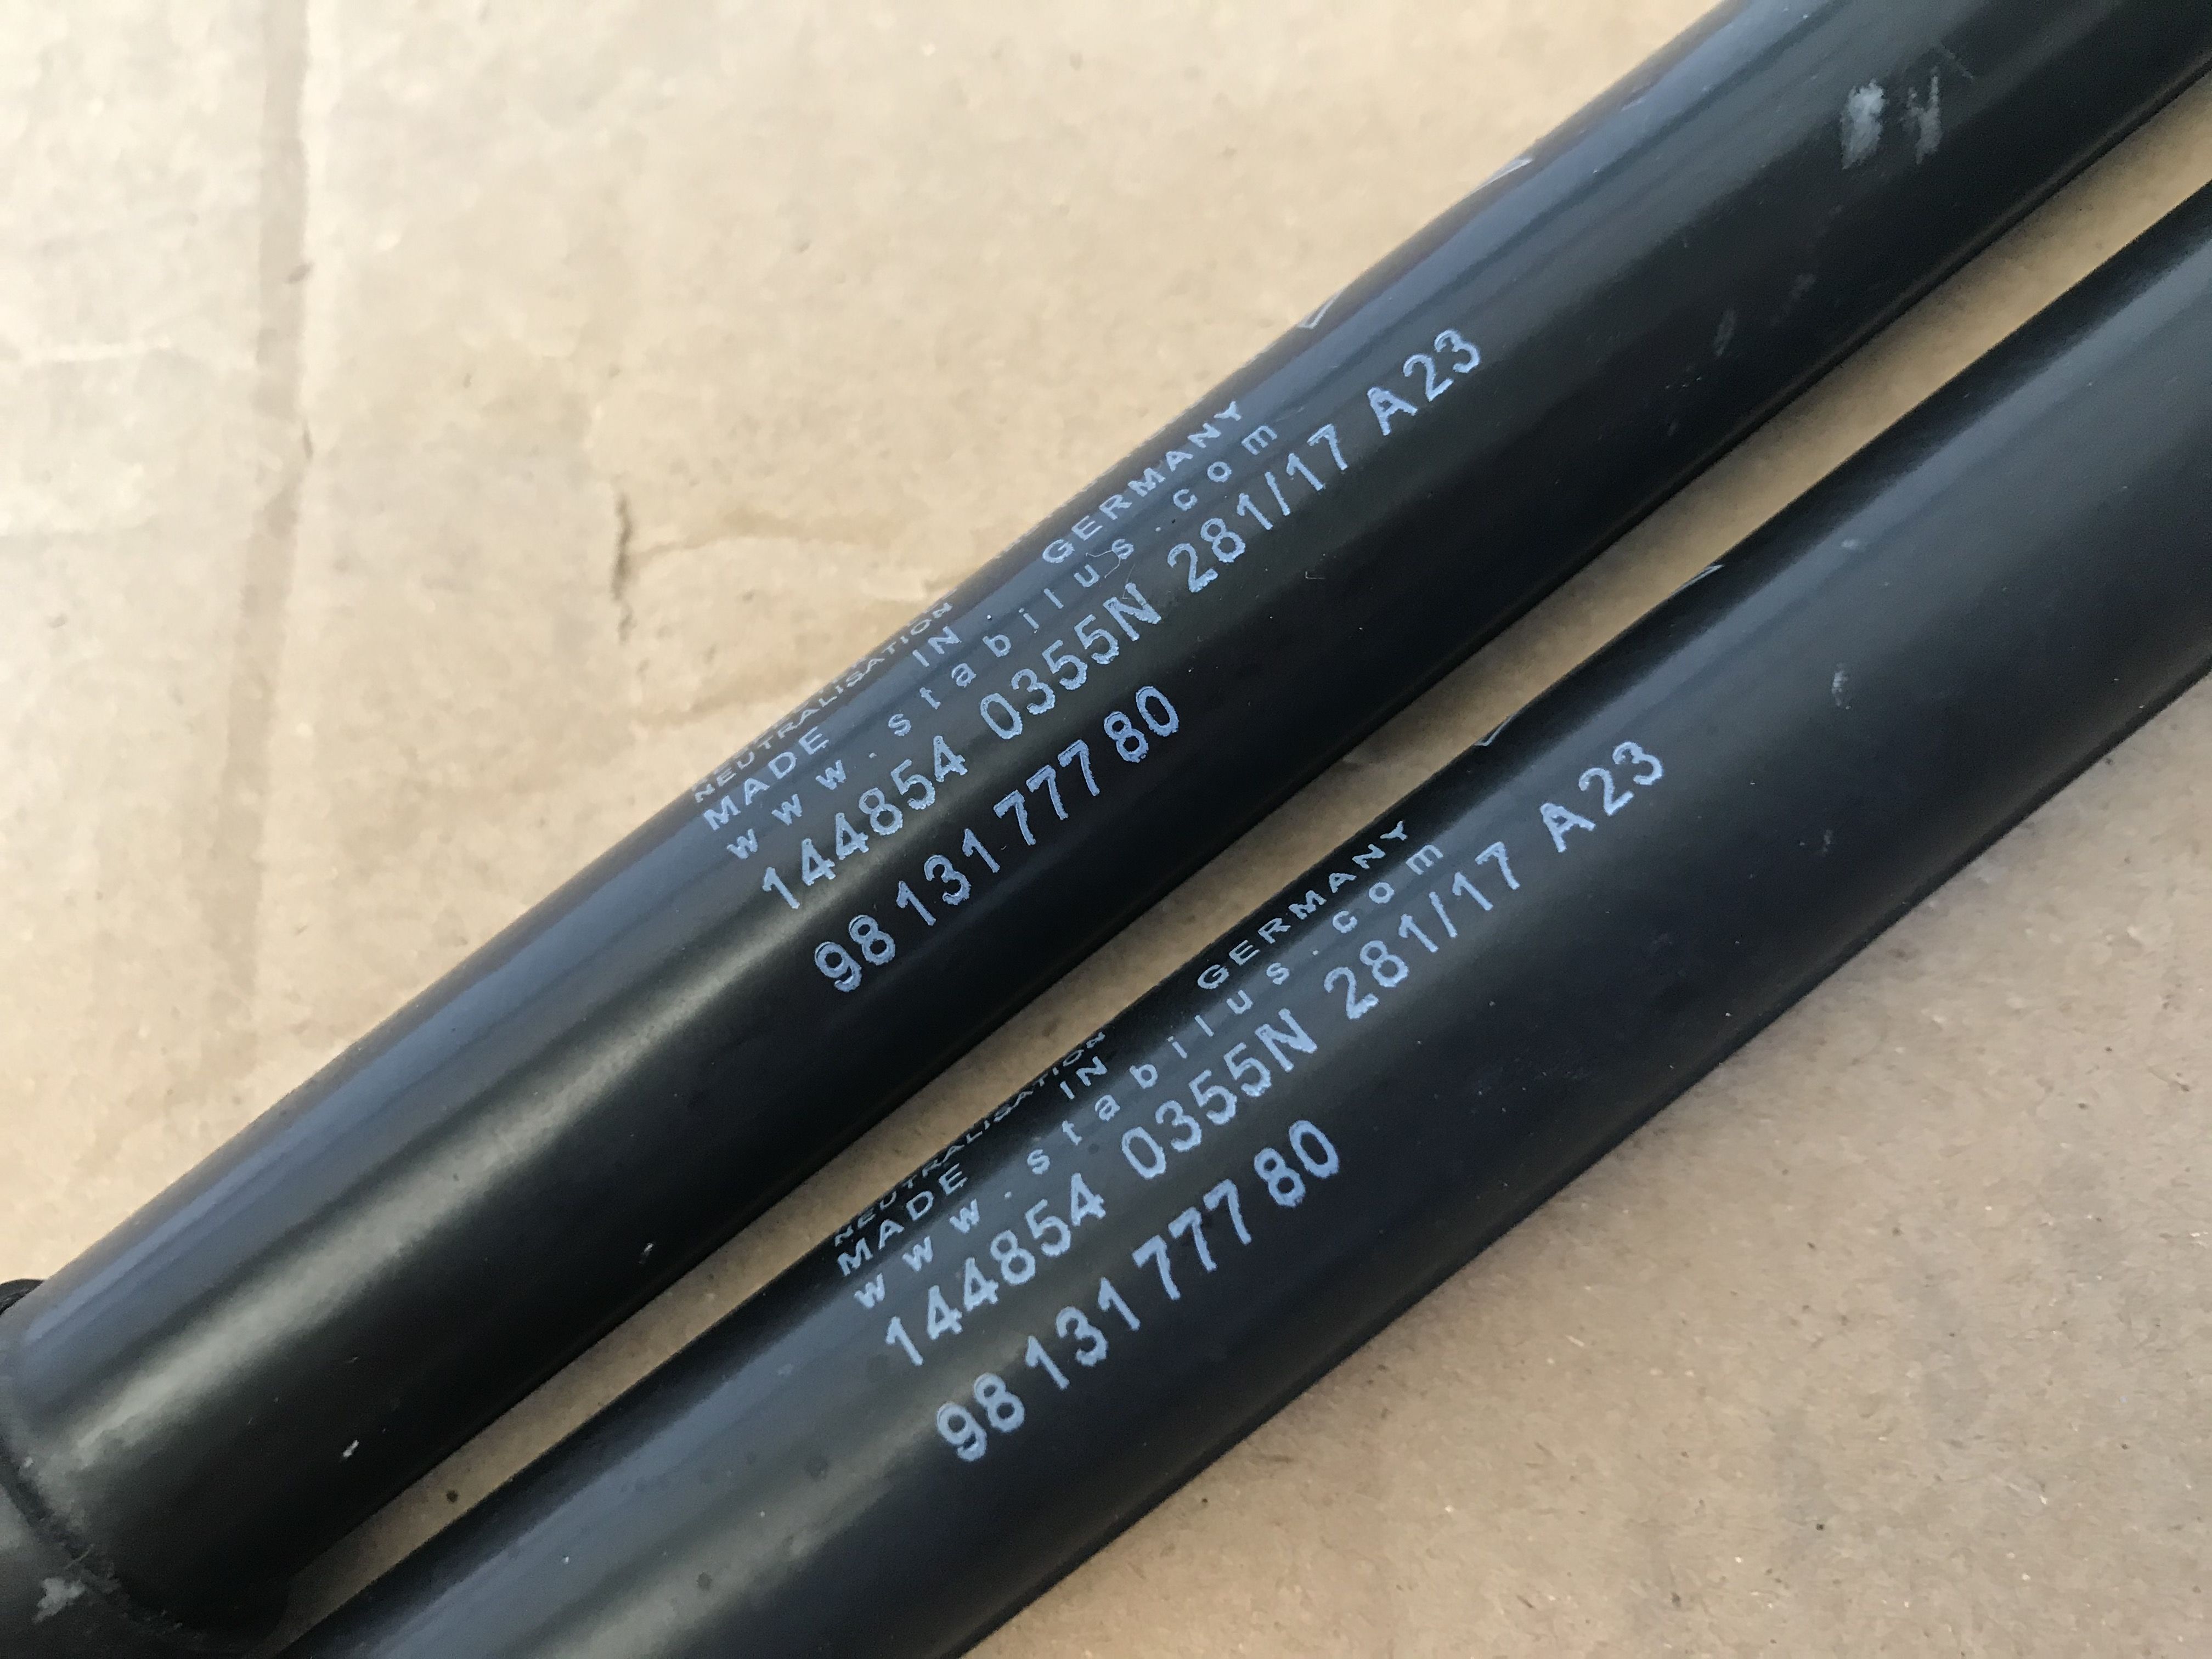 NEUTRALISATION
MADE IN GERMANY
www.stabilus.com
144854 0355N 281/17 A23
98 131 777 80
NEUTRALISATION
MADE IN GERMANY
www.stabilus.com
144854 0355N 281/17 A23
98 131 777 80